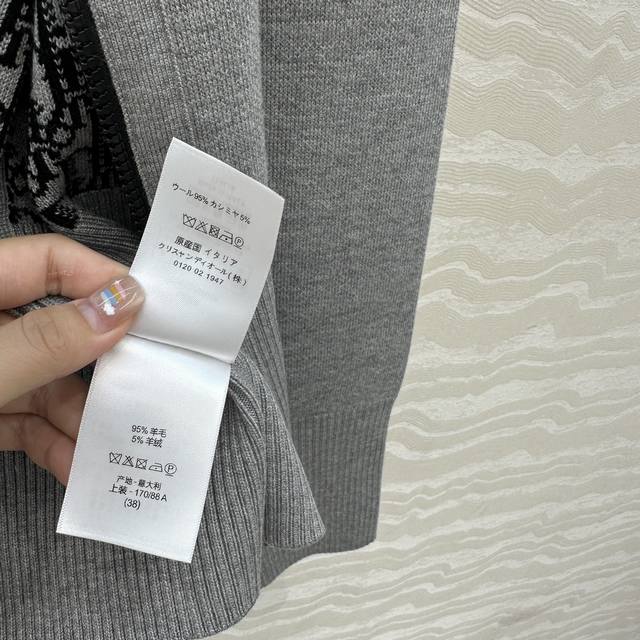 ウール95% カシミヤ5%
原産国 イタリア
クリスチャンディオール(株)
0120 02 1947
95% 羊毛
5% 羊绒
产地 - 意大利
上装 - 170/88 A
(38)